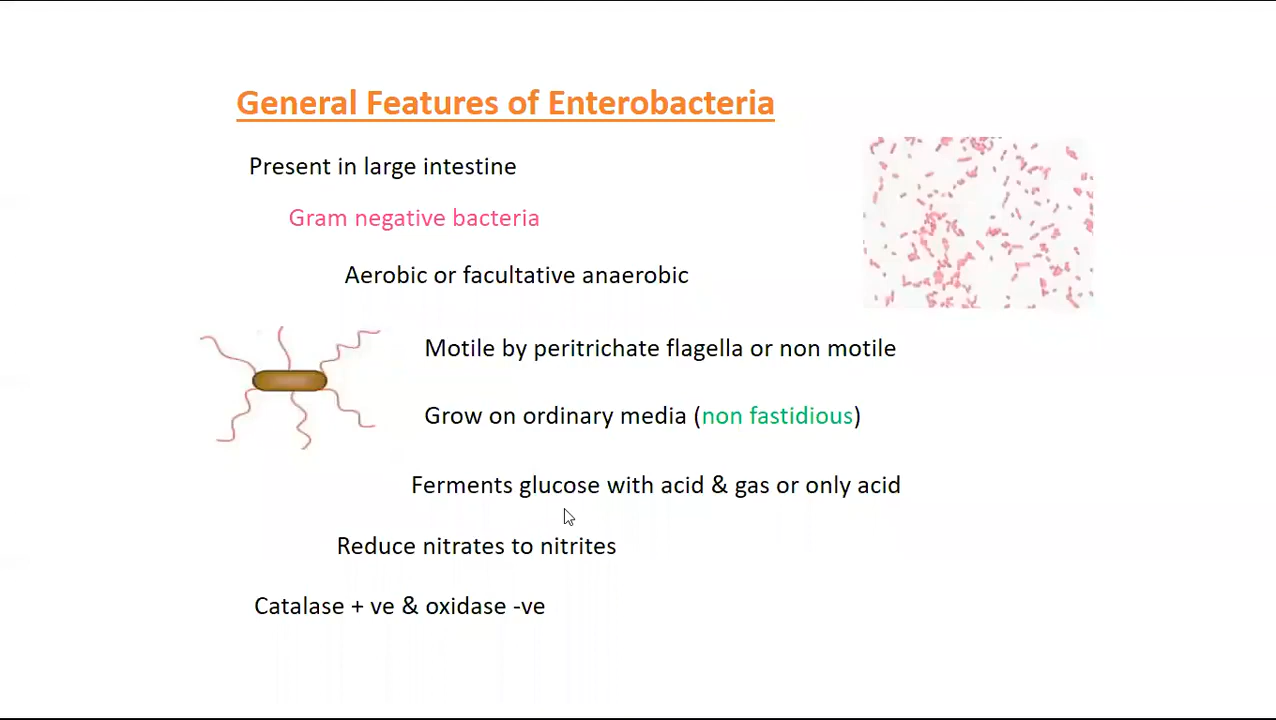 General Features of Enterobacteria
Present in large intestine
Gram negative bacteria
Aerobic or facultative anaerobic
Motile by peritrichate flagella or non motile
Grow on ordinary media (non fastidious)
Ferments glucose with acid & gas or only acid
Reduce nitrates to nitrites
Catalase + ve & oxidase -ve